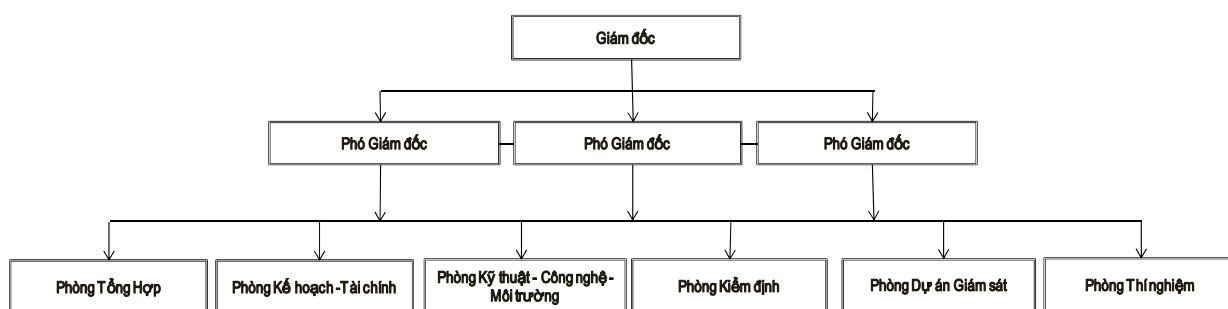 Giám đốc
Phó Giám đốc
Phó Giám đốc
Phó Giám đốc
Phòng Tổng Hợp
Phòng Kế hoạch -Tài chính
Phòng Kỹ thuật - Công nghệ -
Môi trường
Phòng Kiểm định
Phòng Dự án Giám sát
Phòng Thí nghiệm